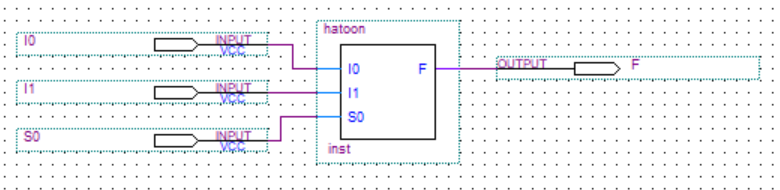 hatoon
I0 INPUT VCC
I0 F
OUTPUT F
I1 INPUT VCC
I1
S0 INPUT VCC
S0
inst